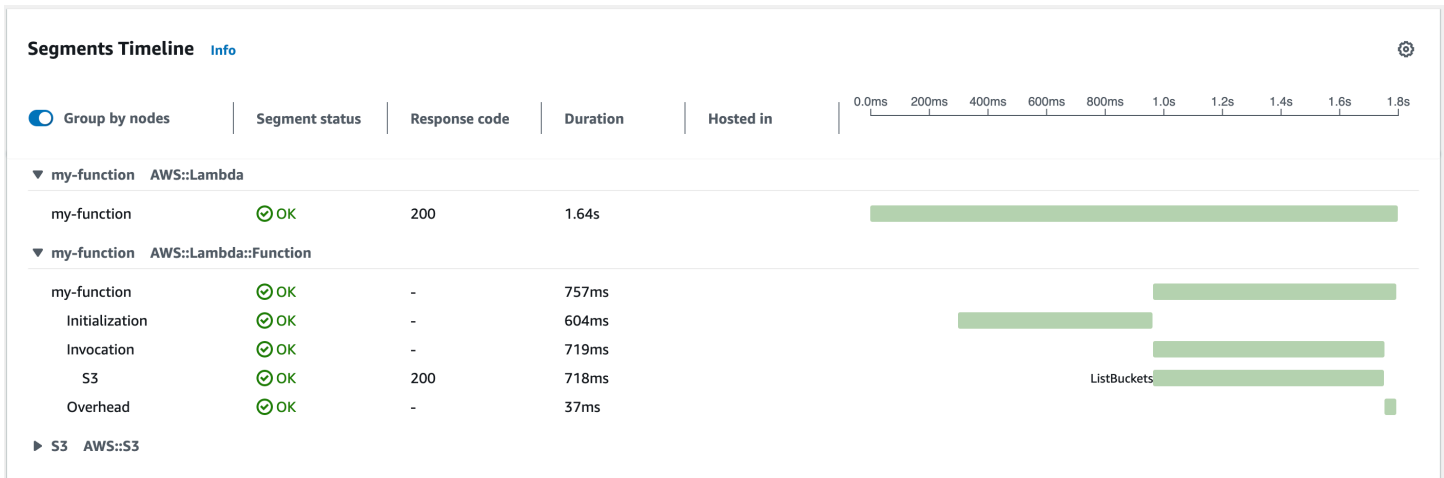 Segments Timeline Info
0.0ms 200ms 400ms 600ms 800ms 1.0s 1.2s 1.4s 1.6s 1.8s
Group by nodes Segment status Response code Duration Hosted in
my-function AWS::Lambda
my-function OK 200 1.64s
my-function AWS::Lambda::Function
my-function OK - 757ms
Initialization OK - 604ms
Invocation OK - 719ms
S3 OK 200 718ms ListBuckets
Overhead OK - 37ms
S3 AWS::S3